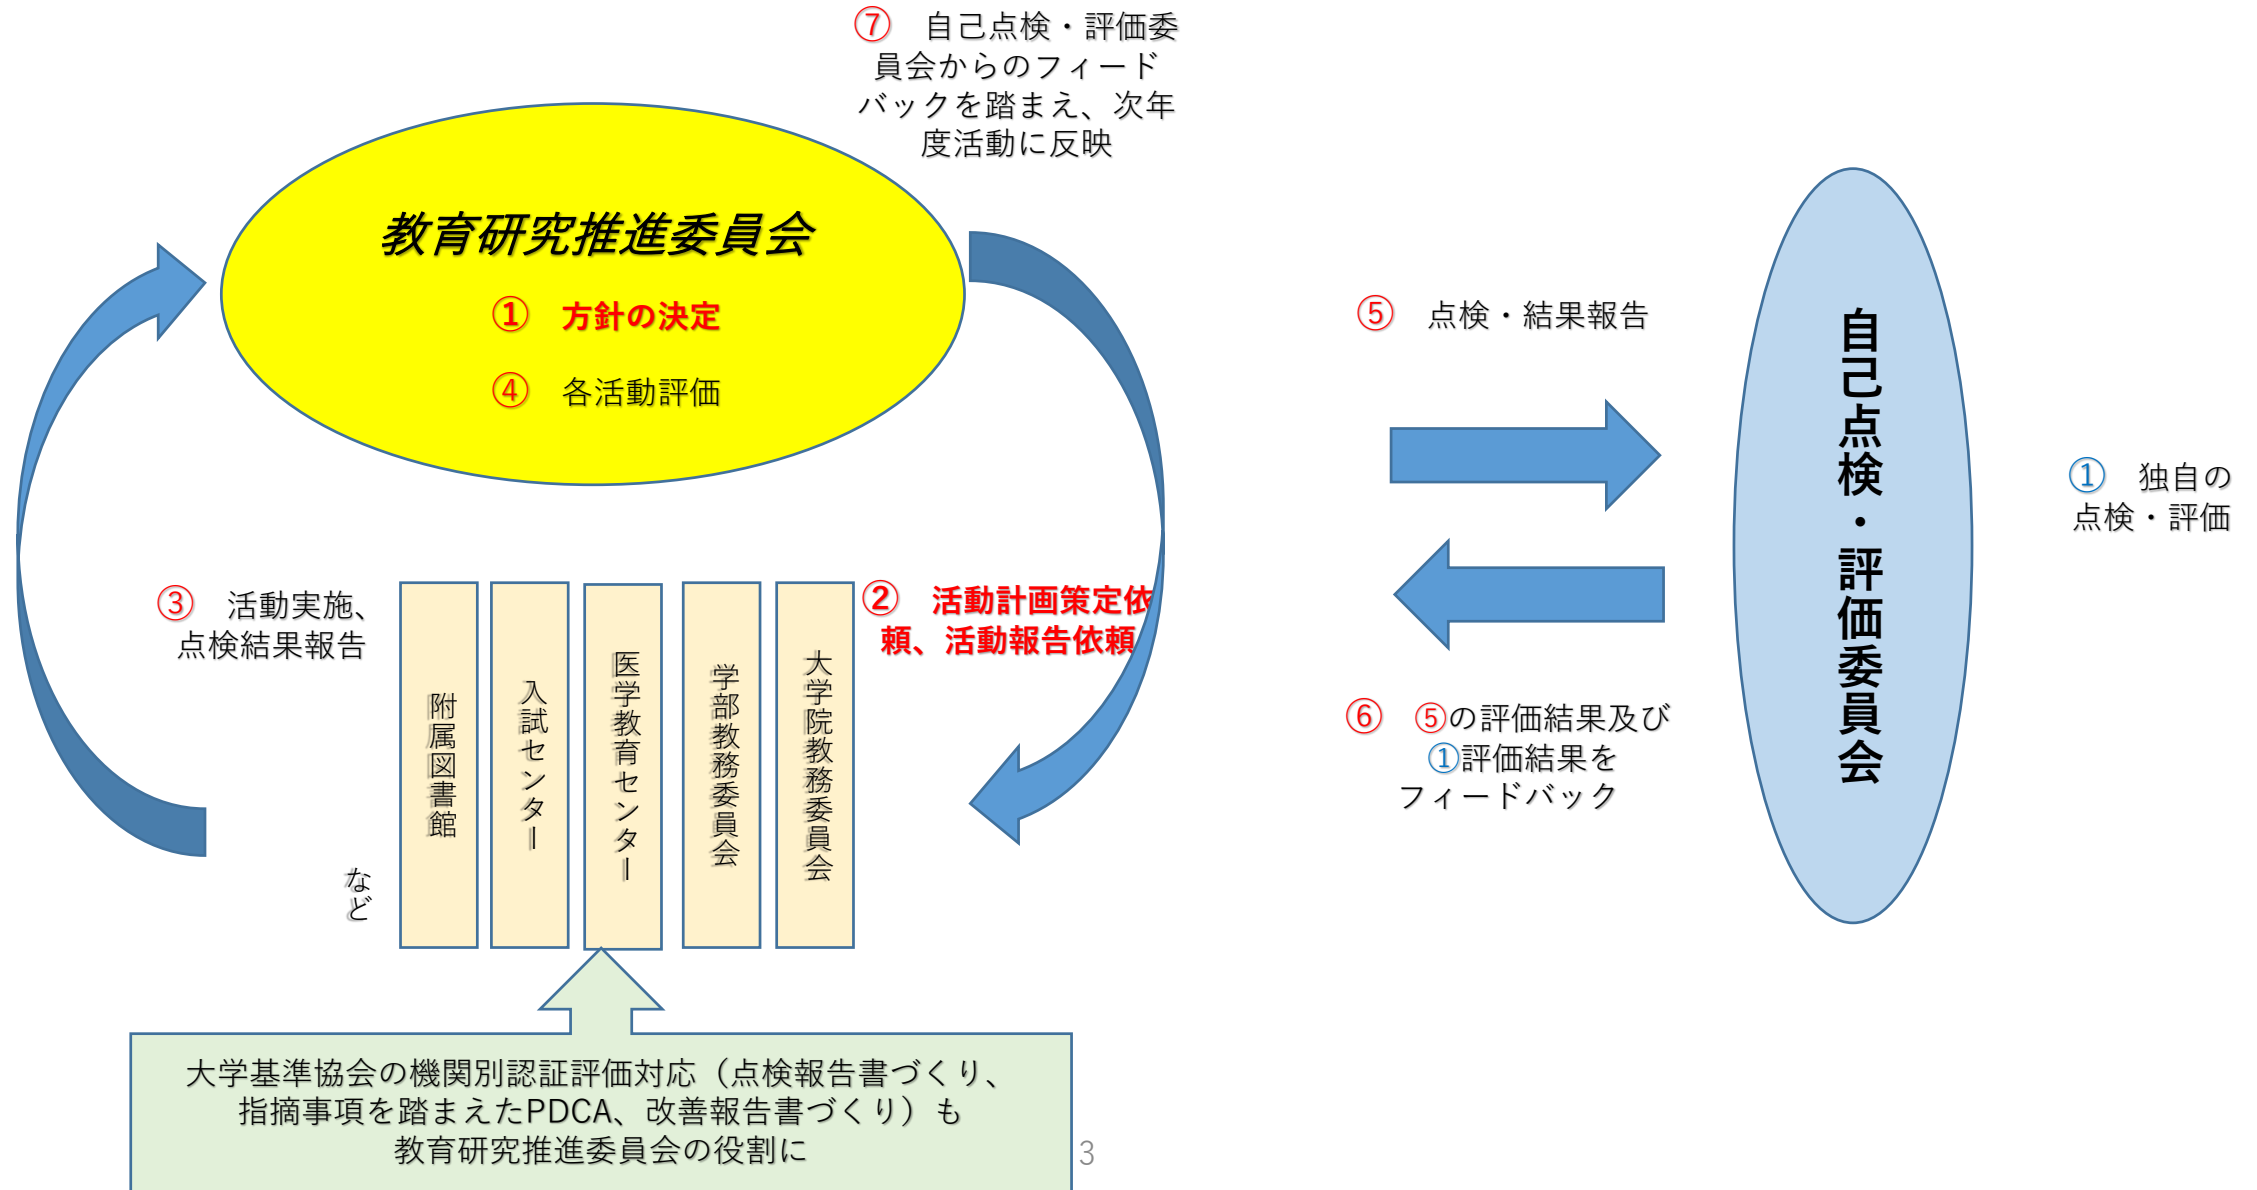 ⑦　自己点検・評価委
員会からのフィード
バックを踏まえ、次年
度活動に反映
教育研究推進委員会
①　方針の決定
④　各活動評価
⑤　点検・結果報告
自己点検・評価委員会
①　独自の
点検・評価
③　活動実施、
点検結果報告
②　活動計画策定依
頼、活動報告依頼
大学院教務委員会
学部教務委員会
医学教育センター
入試センター
附属図書館
など
⑥　⑤の評価結果及び
①評価結果を
フィードバック
大学基準協会の機関別認証評価対応（点検報告書づくり、
指摘事項を踏まえたPDCA、改善報告書づくり）も
教育研究推進委員会の役割に
3